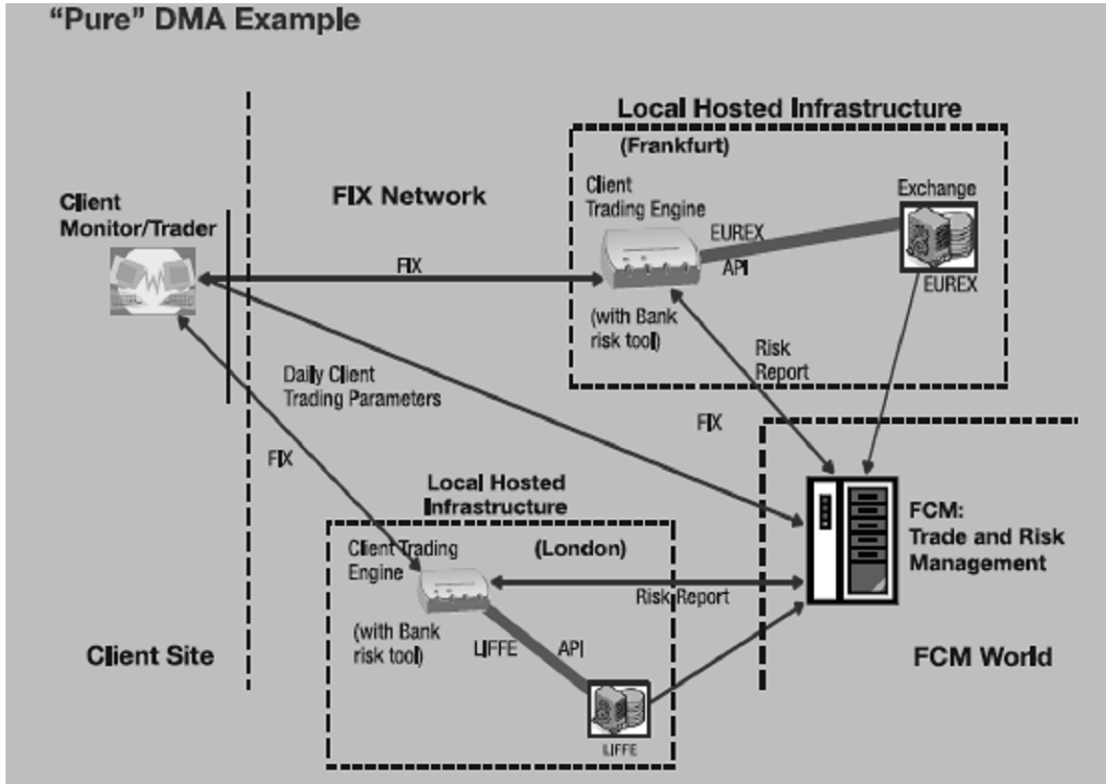 “Pure” DMA Example
Local Hosted Infrastructure
(Frankfurt)
Client
Monitor/Trader
FIX Network
Client
Trading Engine
Exchange
EUREX
API
EUREX
FIX
(with Bank
risk tool)
Risk
Report
Daily Client
Trading Parameters
FIX
FIX
Local Hosted
Infrastructure
(London)
Client Trading
Engine
FCM:
Trade and Risk
Management
Risk Report
(with Bank
risk tool)
LIFFE
API
Client Site
FCM World
LIFFE